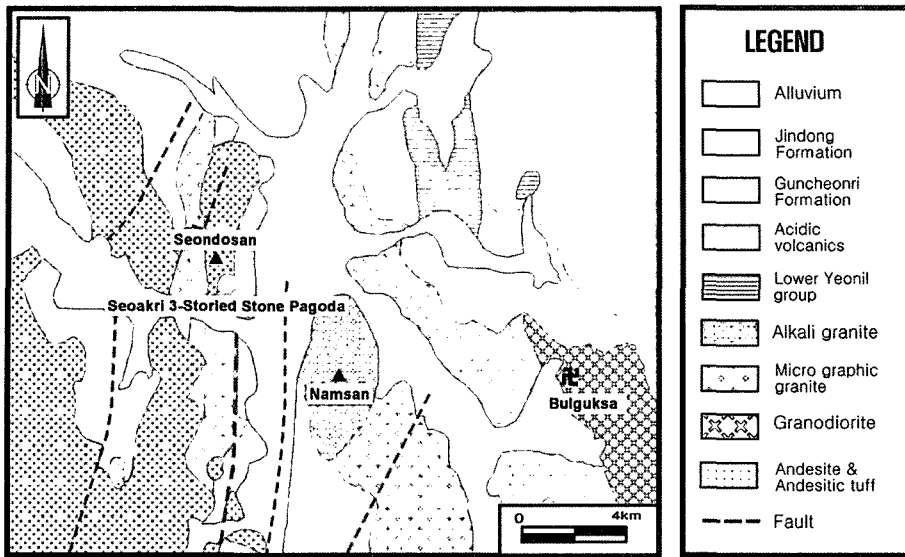 N
Seondosan
Seoakri 3-Storied Stone Pagoda
Namsan
卍
Bulguksa
0 4km
LEGEND
Alluvium
Jindong
Formation
Guncheonri
Formation
Acidic
volcanics
Lower Yeonil
group
Alkali granite
Micro graphic
granite
Granodiorite
Andesite &
Andesitic tuff
Fault